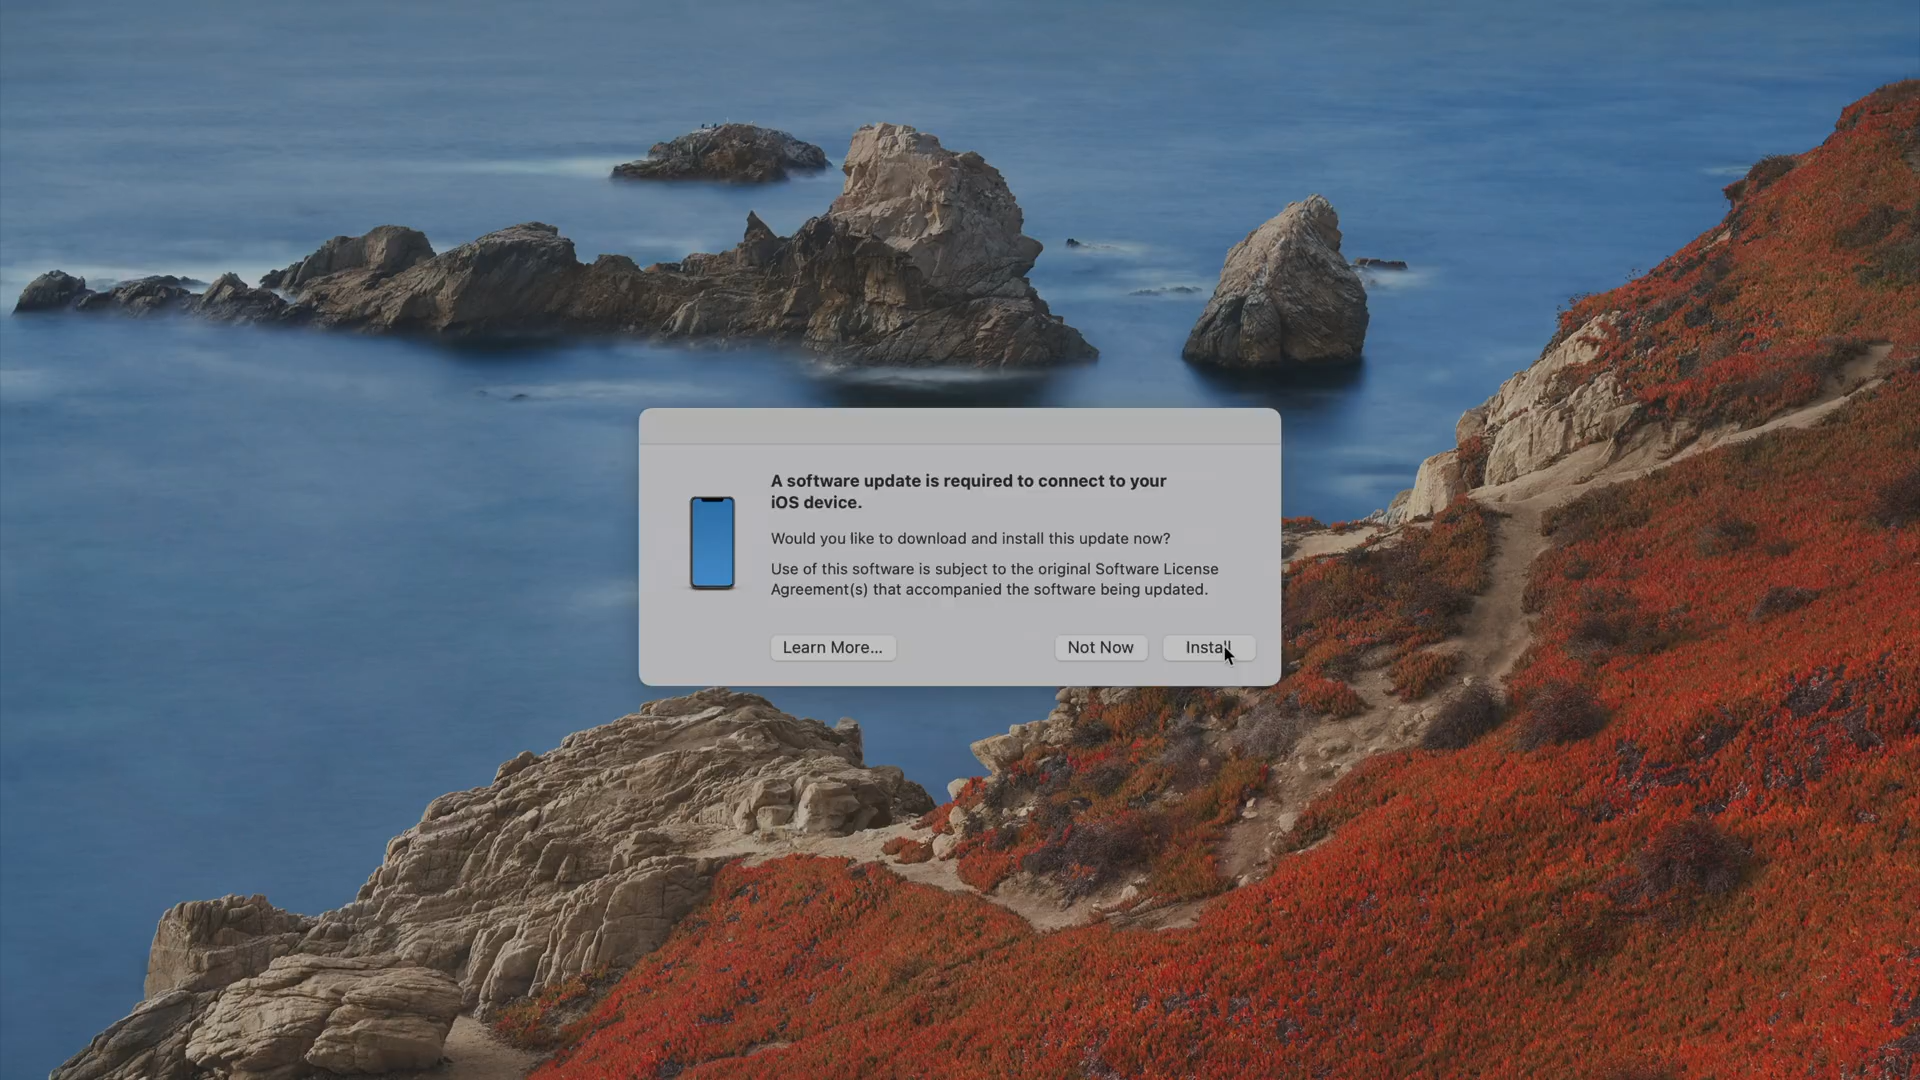 A software update is required to connect to your
iOS device.
Would you like to download and install this update now?
Use of this software is subject to the original Software License
Agreement(s) that accompanied the software being updated.
Learn More...
Not Now
Install